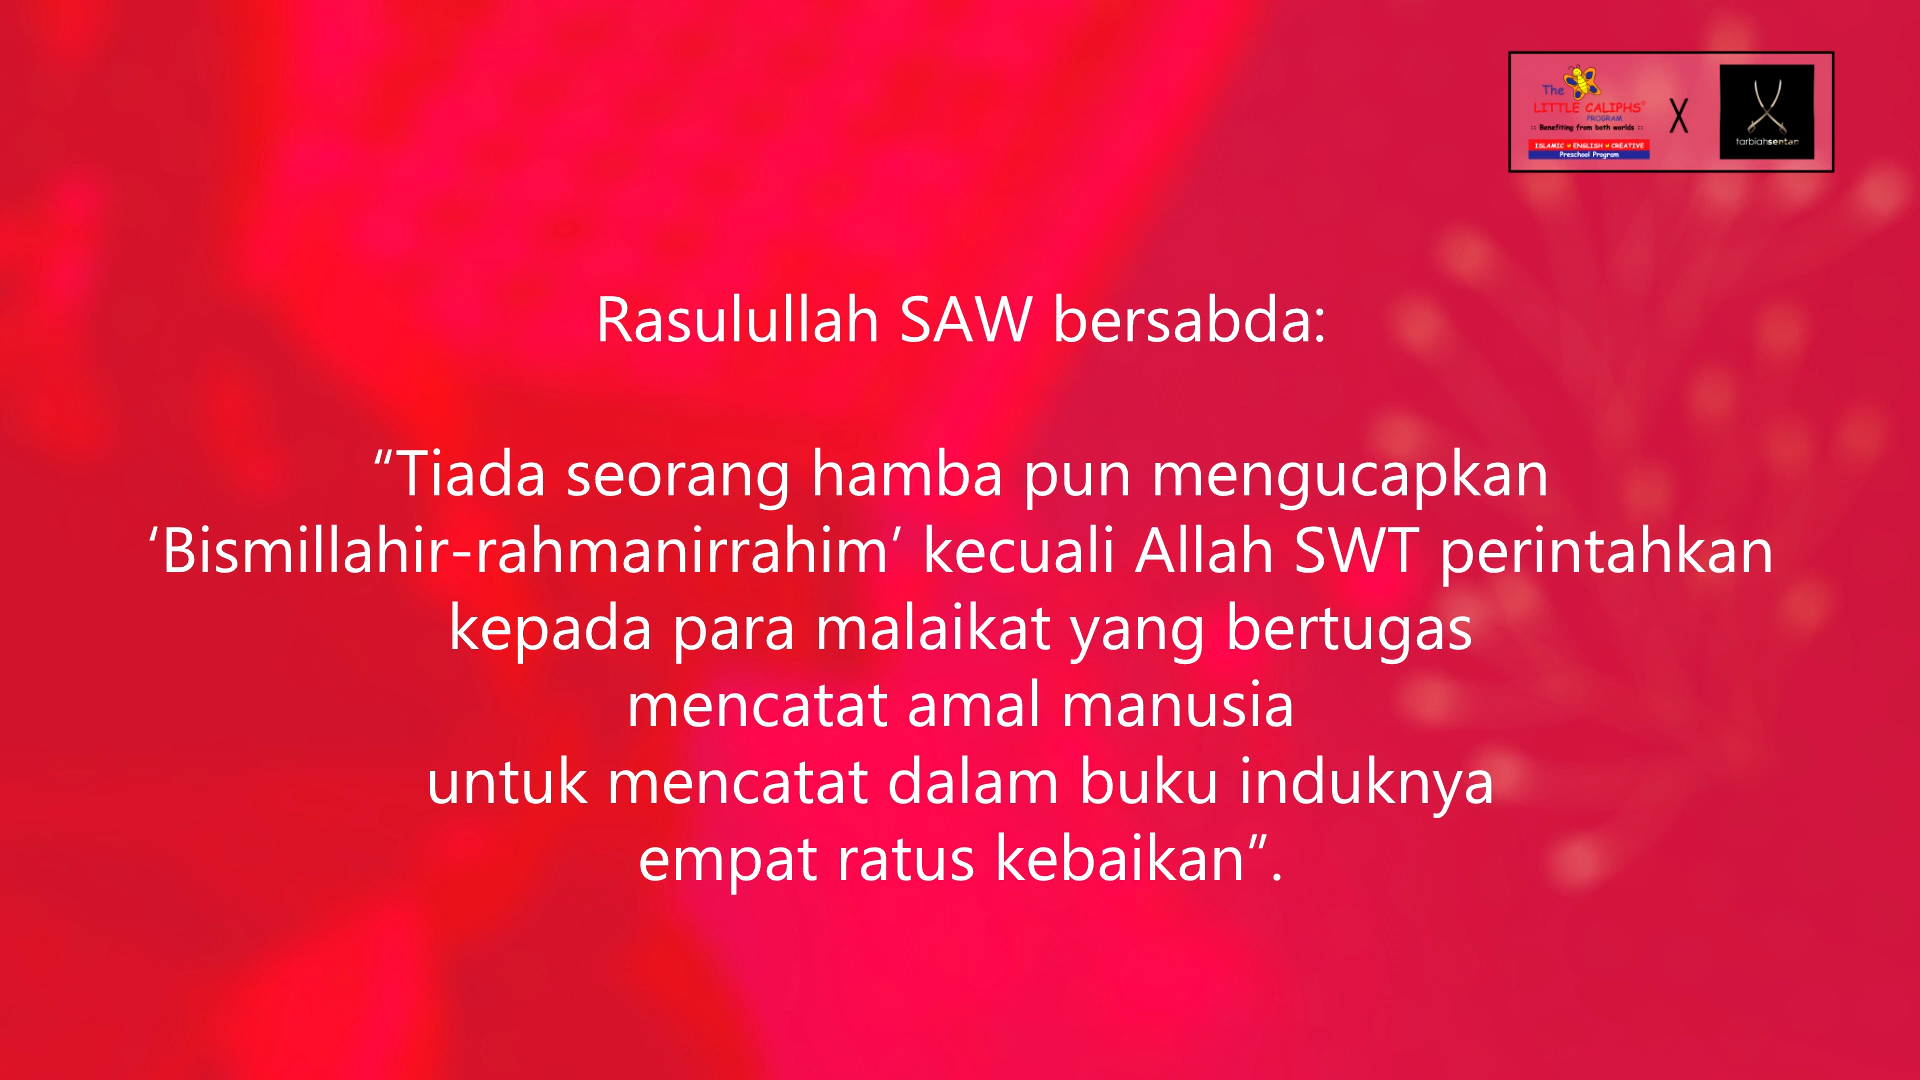 The
LITTLE CALIPHS®
PROGRAM
:: Benefiting from both worlds ::
ISLAMIC ENGLISH CREATIVE
Preschool Program
X
tarbiahsentap
Rasulullah SAW bersabda:
“Tiada seorang hamba pun mengucapkan
‘Bismillahir-rahmanirrahim’ kecuali Allah SWT perintahkan
kepada para malaikat yang bertugas
mencatat amal manusia
untuk mencatat dalam buku induknya
empat ratus kebaikan”.